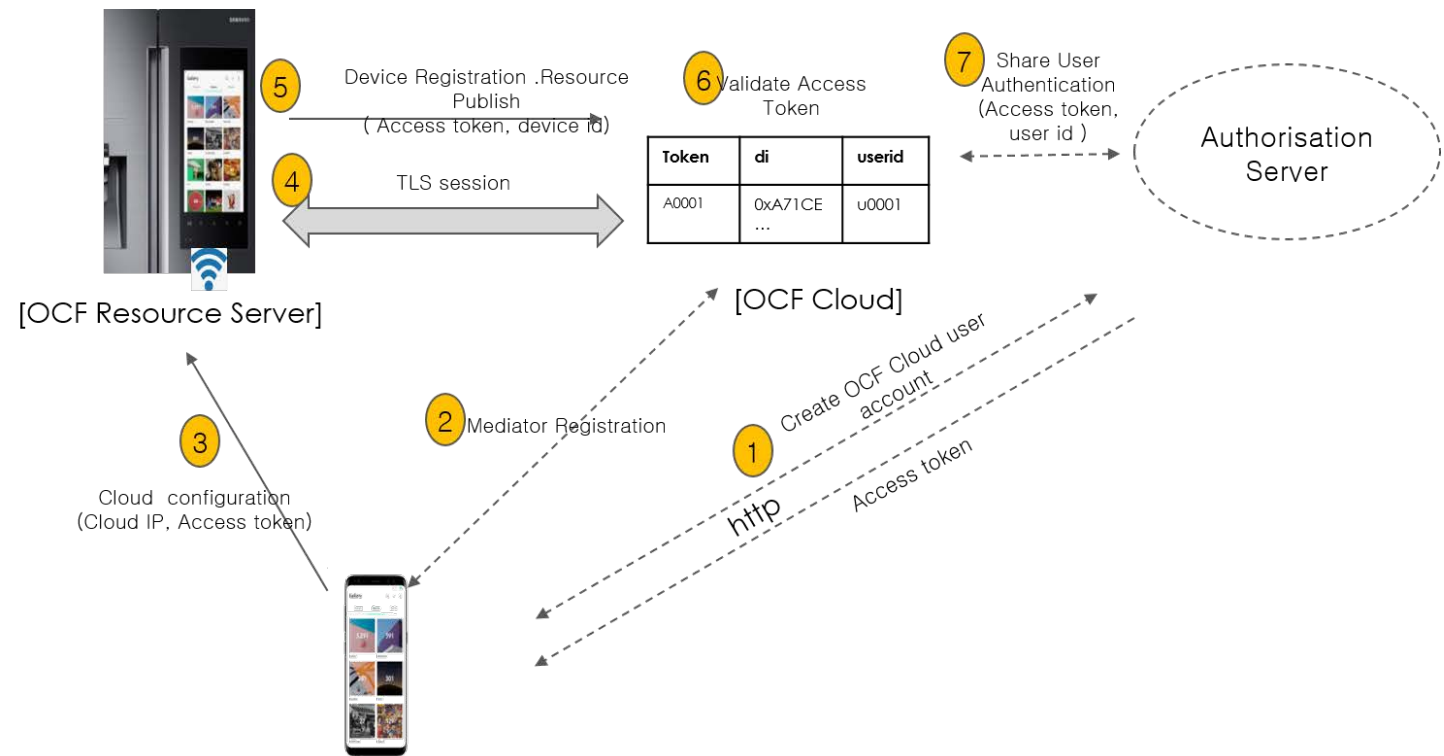 SAMSUNG
5
Device Registration .Resource
Publish
( Access token, device id)
4
TLS session
6
Validate Access
Token
Token di userid
A0001 0xA71CE
… u0001
7
Share User
Authentication
(Access token,
user id )
Authorisation
Server
[OCF Resource Server]
[OCF Cloud]
3
Cloud configuration
(Cloud IP, Access token)
2
Mediator Registration
1
Create OCF Cloud user
account
http
Access token
Gallery